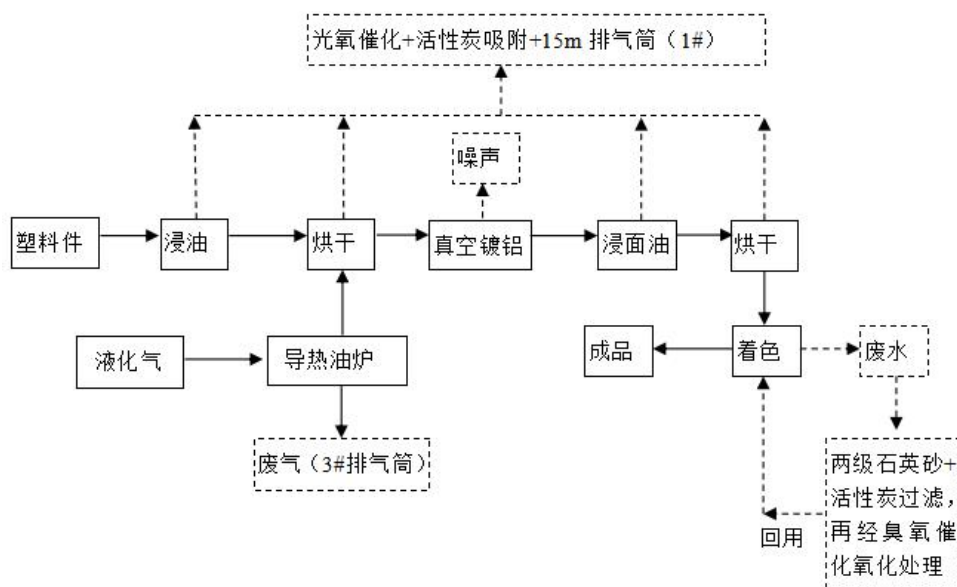 光氧催化+活性炭吸附+15m 排气筒（1#）
噪声
塑料件
浸油
烘干
真空镀铝
浸面油
烘干
液化气
导热油炉
成品
着色
废水
废气（3#排气筒）
两级石英砂+
活性炭过滤，
再经臭氧催
化氧化处理
回用